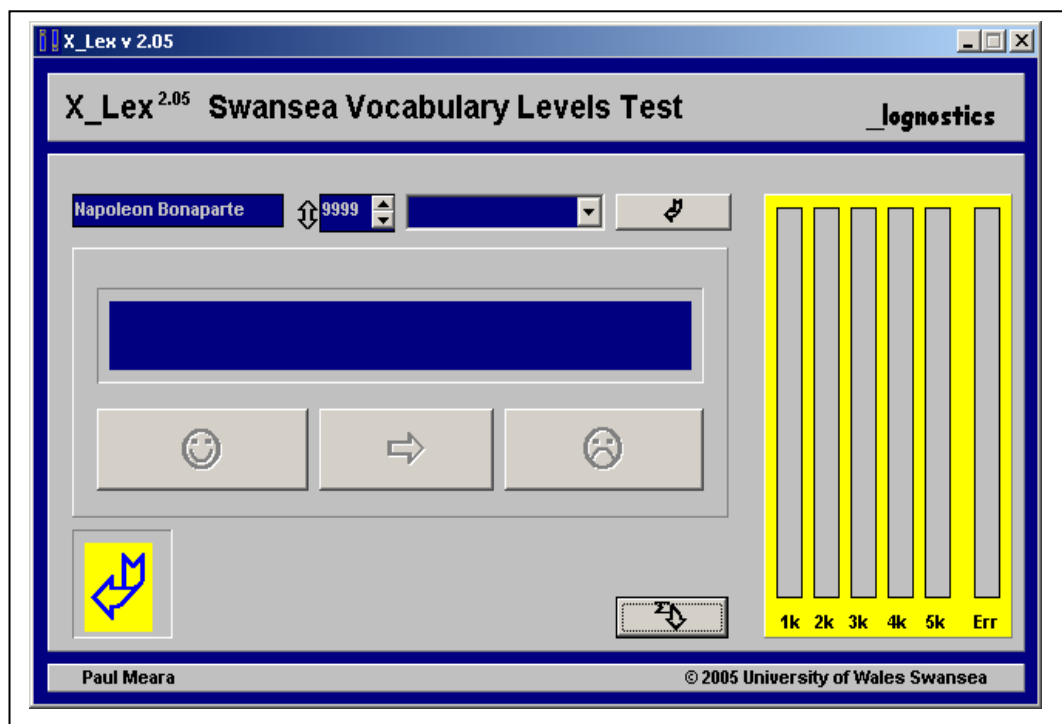 X_Lex v 2.05
X_Lex 2.05 Swansea Vocabulary Levels Test
_lognostics
Napoleon Bonaparte 9999
Σ
1k 2k 3k 4k 5k Err
Paul Meara © 2005 University of Wales Swansea